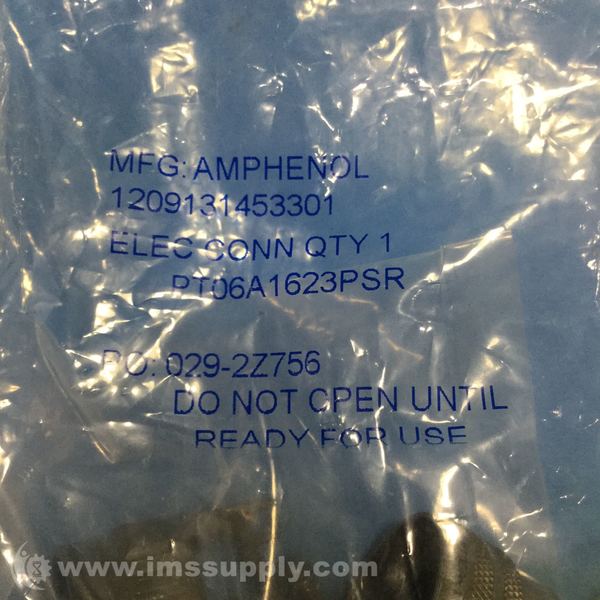 MFG: AMPHENOL
1209131453301
ELEC CONN QTY 1
PT06A1623PSR
PO: 029-2Z756
DO NOT OPEN UNTIL
READY FOR USE
www.imssupply.com